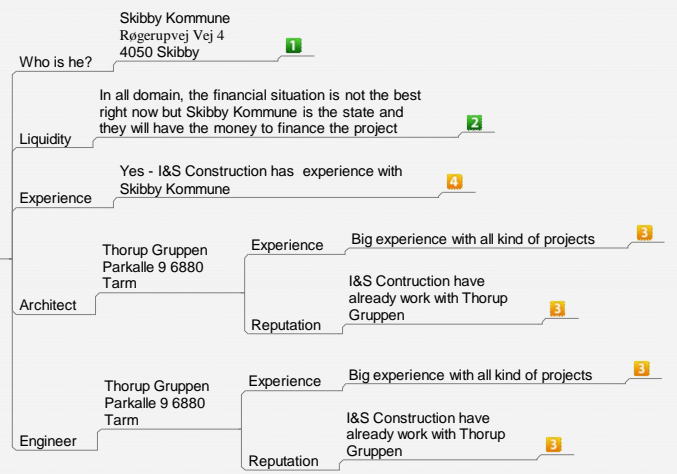 Skibby Kommune
Røgerupvej Vej 4
4050 Skibby
1
Who is he?
In all domain, the financial situation is not the best
right now but Skibby Kommune is the state and
they will have the money to finance the project
2
Liquidity
Yes - I&S Construction has experience with
Skibby Kommune
4
Experience
Thorup Gruppen
Parkalle 9 6880
Tarm
Experience
Big experience with all kind of projects
3
I&S Contruction have
already work with Thorup
Gruppen
3
Reputation
Architect
Thorup Gruppen
Parkalle 9 6880
Tarm
Experience
Big experience with all kind of projects
3
I&S Construction have
already work with Thorup
Gruppen
3
Reputation
Engineer